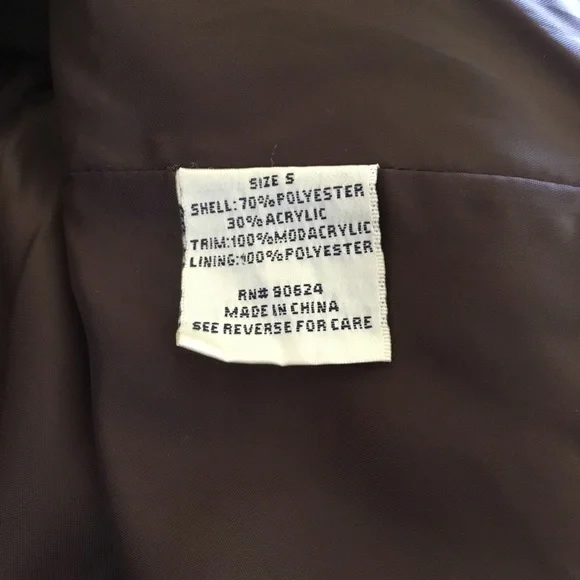 SIZE S
SHELL:70%POLYESTER
30%ACRYLIC
TRIM:100%MODACRYLIC
LINING:100%POLYESTER
RN# 90624
MADE IN CHINA
SEE REVERSE FOR CARE